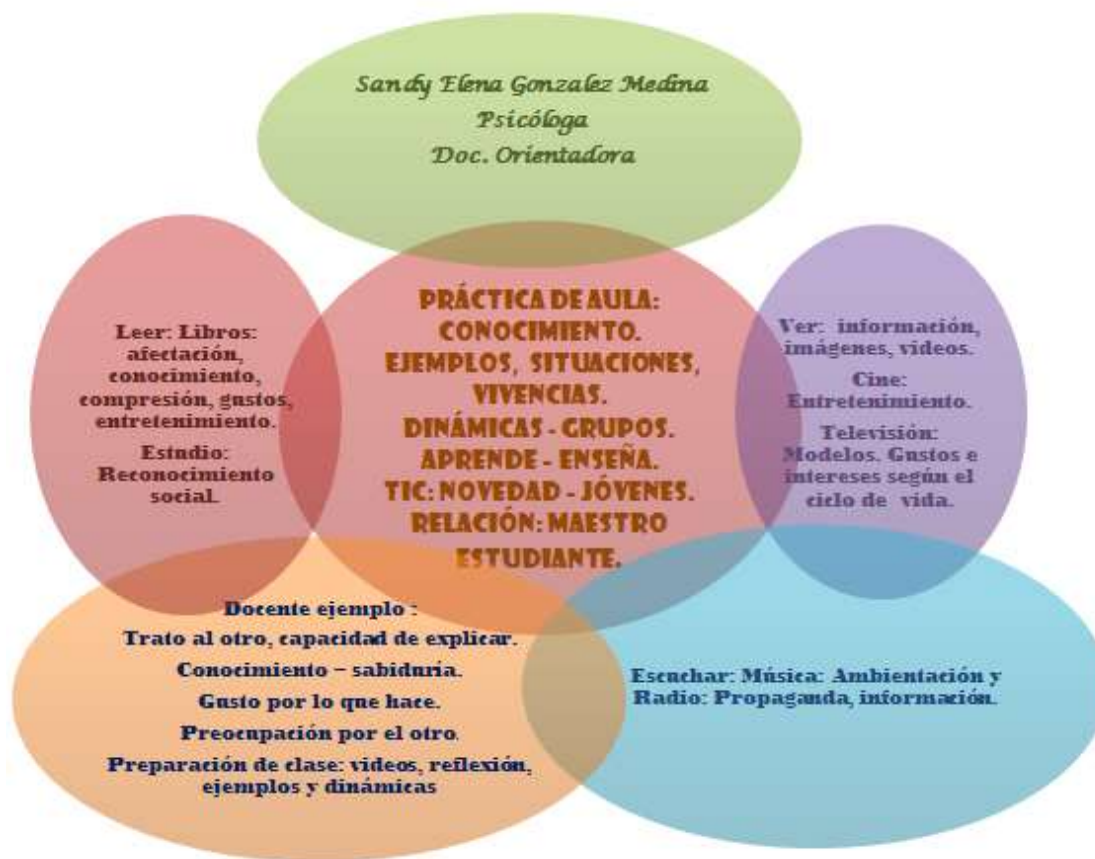 Sandy Elena Gonzalez Medina
Psicóloga
Doc. Orientadora
PRÁCTICA DE AULA:
CONOCIMIENTO.
EJEMPLOS, SITUACIONES,
VIVENCIAS.
DINÁMICAS - GRUPOS.
APRENDE - ENSEÑA.
TIC: NOVEDAD - JÓVENES.
RELACIÓN: MAESTRO
ESTUDIANTE.
Leer: Libros:
afectación,
conocimiento,
compresión, gustos,
entretenimiento.
Estudio:
Reconocimiento
social.
Ver: información,
imágenes, videos.
Cine:
Entretenimiento.
Televisión:
Modelos. Gustos e
intereses según el
ciclo de vida.
Docente ejemplo :
Trato al otro, capacidad de explicar.
Conocimiento – sabiduría.
Gusto por lo que hace.
Preocupación por el otro.
Preparación de clase: videos, reflexión,
ejemplos y dinámicas
Escuchar: Música: Ambientación y
Radio: Propaganda, información.